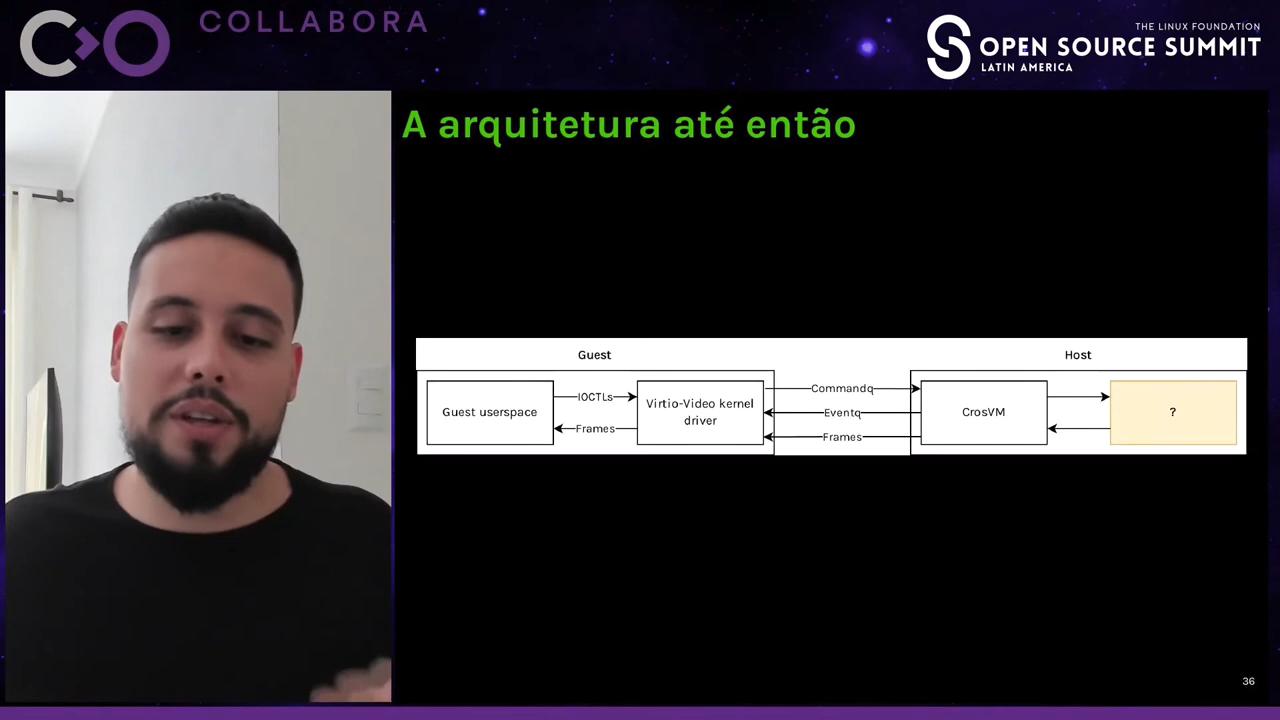 COLLABORA
THE LINUX FOUNDATION
OPEN SOURCE SUMMIT
LATIN AMERICA
A arquitetura até então
Guest
Host
Guest userspace
IOCTLs
Frames
Virtio-Video kernel
driver
Commandq
Eventq
Frames
CrosVM
?
36